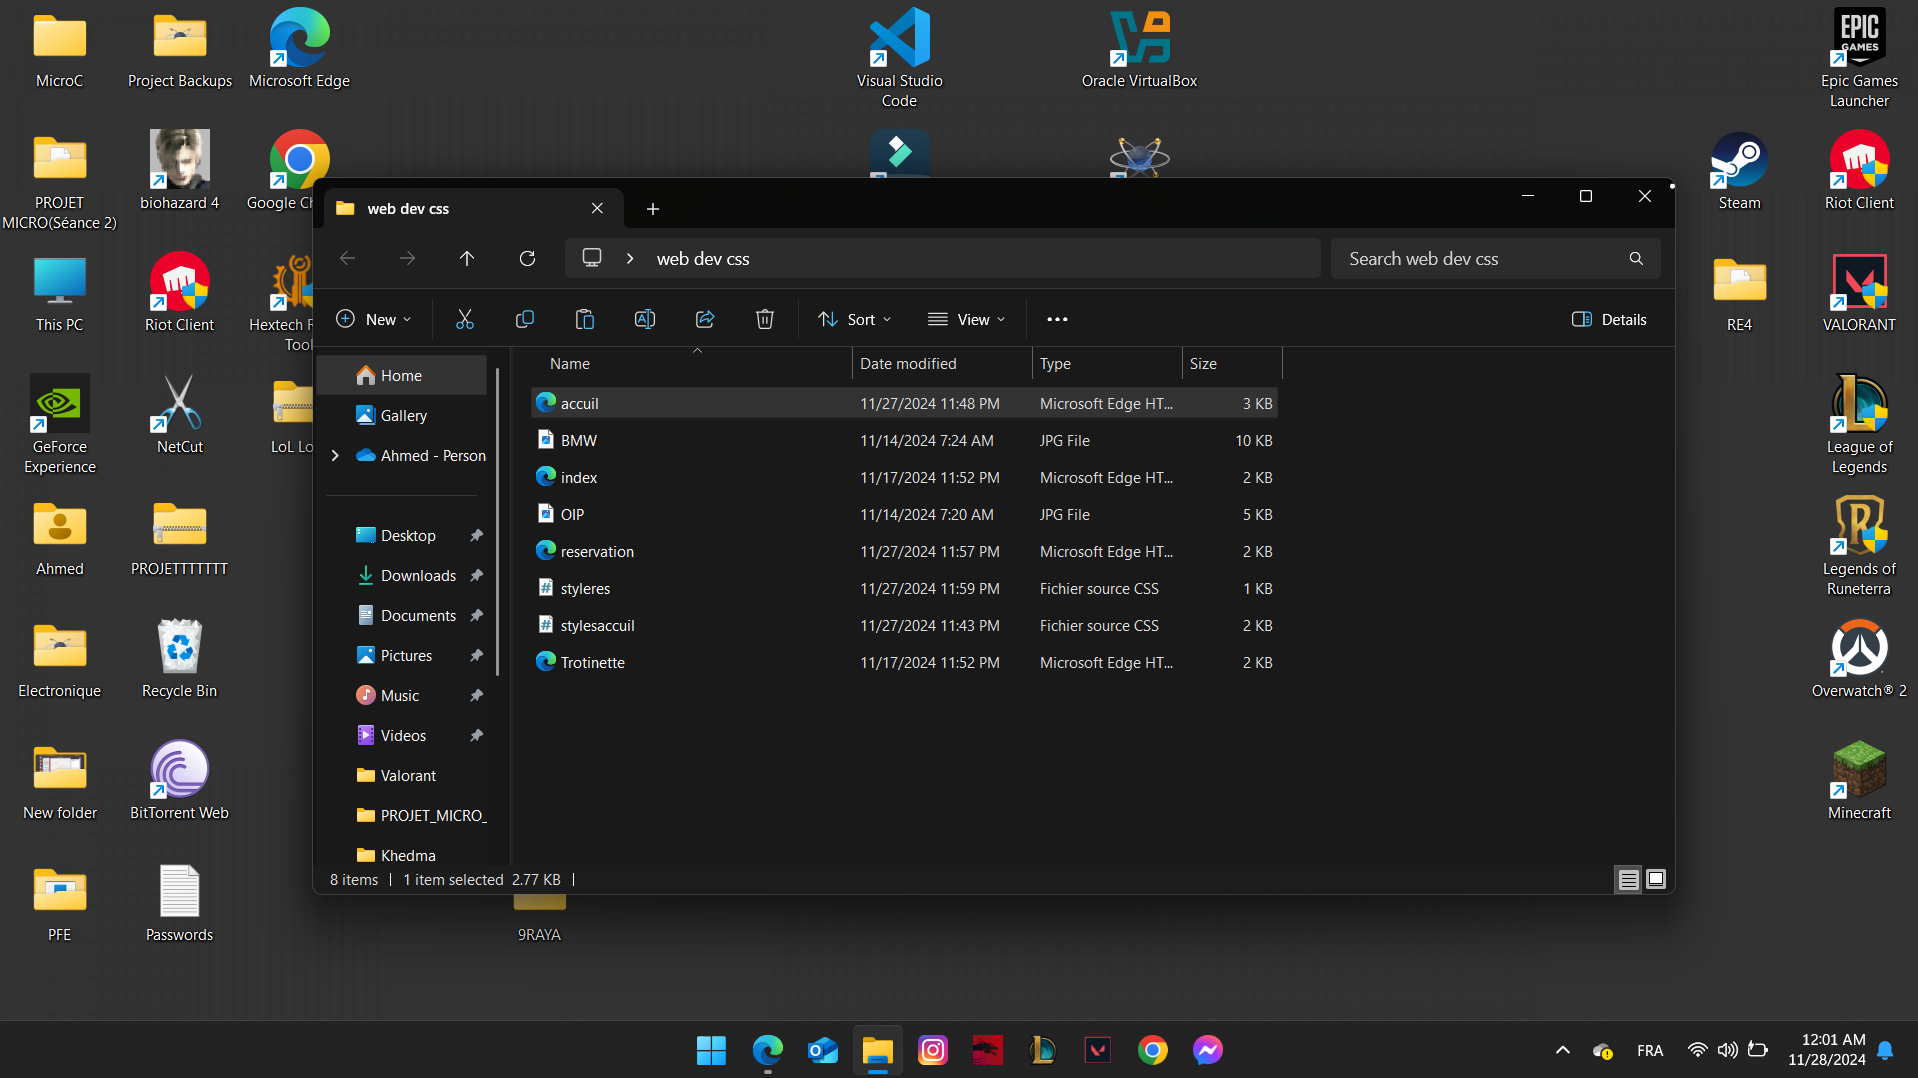 MicroC
Project Backups
Microsoft Edge
Visual Studio
Code
Oracle VirtualBox
EPIC
GAMES
Epic Games
Launcher
PROJET
MICRO(Séance 2)
biohazard 4
Google
Steam
Riot Client
This PC
Riot Client
Hextech
Tool
RE4
VALORANT
GeForce
Experience
NetCut
LoL
League of
Legends
Ahmed
PROJETTTTTTT
Legends of
Runeterra
Electronique
Recycle Bin
Overwatch® 2
New folder
BitTorrent Web
Minecraft
PFE
Passwords
9RAYA
web dev css
web dev css
Search web dev css
New
Sort
View
Details
Home
Gallery
Ahmed - Person
Desktop
Downloads
Documents
Pictures
Music
Videos
Valorant
PROJET_MICRO_
Khedma
Name Date modified Type Size
accuil 11/27/2024 11:48 PM Microsoft Edge HT... 3 KB
BMW 11/14/2024 7:24 AM JPG File 10 KB
index 11/17/2024 11:52 PM Microsoft Edge HT... 2 KB
OIP 11/14/2024 7:20 AM JPG File 5 KB
reservation 11/27/2024 11:57 PM Microsoft Edge HT... 2 KB
styleres 11/27/2024 11:59 PM Fichier source CSS 1 KB
stylesaccuil 11/27/2024 11:43 PM Fichier source CSS 2 KB
Trotinette 11/17/2024 11:52 PM Microsoft Edge HT... 2 KB
8 items | 1 item selected 2.77 KB |
FRA
12:01 AM
11/28/2024